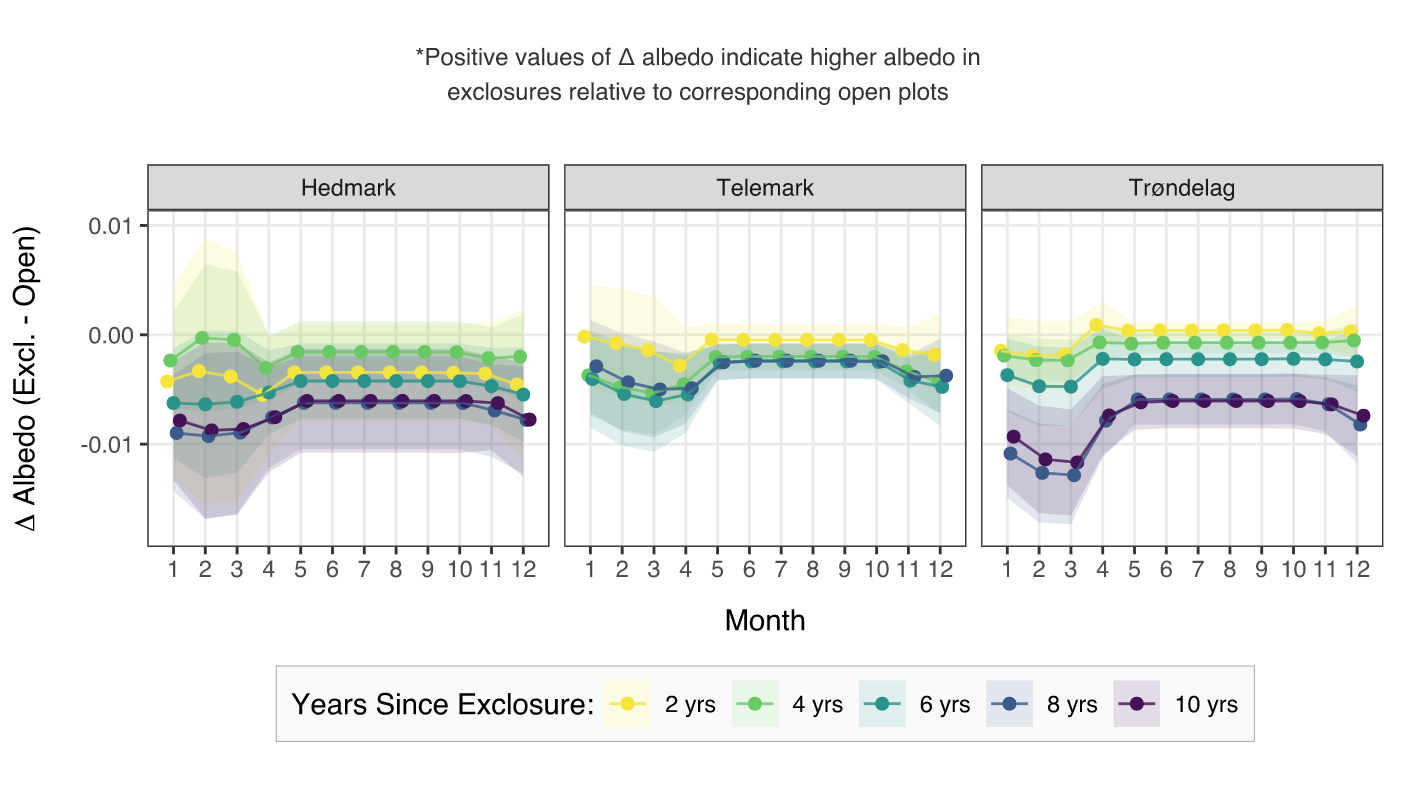 *Positive values of Δ albedo indicate higher albedo in
exclosures relative to corresponding open plots
Hedmark
Telemark
Trøndelag
Δ Albedo (Excl. - Open)
0.01
0.00
-0.01
1 2 3 4 5 6 7 8 9 10 11 12
1 2 3 4 5 6 7 8 9 10 11 12
1 2 3 4 5 6 7 8 9 10 11 12
Month
Years Since Exclosure: 2 yrs 4 yrs 6 yrs 8 yrs 10 yrs